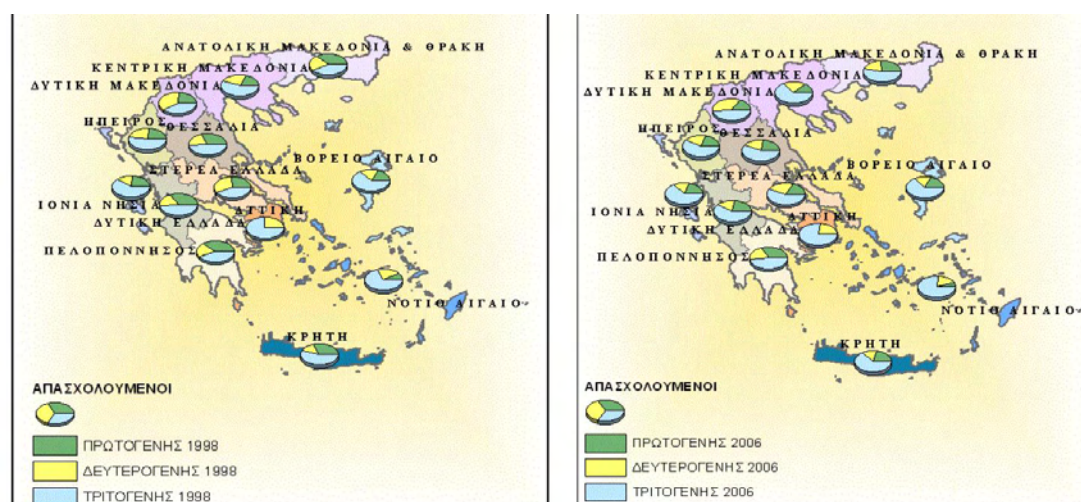 ΑΝΑΤΟΛΙΚΗ ΜΑΚΕΔΟΝΙΑ & ΘΡΑΚΗ
ΚΕΝΤΡΙΚΗ ΜΑΚΕΔΟΝΙΑ
ΔΥΤΙΚΗ ΜΑΚΕΔΟΝΙΑ
ΗΠΕΙΡΟΣ
ΘΕΣΣΑΛΙΑ
ΒΟΡΕΙΟ ΑΙΓΑΙΟ
ΣΤΕΡΕΑ ΕΛΛΑΔΑ
ΙΟΝΙΑ ΝΗΣΙΑ
ΑΤΤΙΚΗ
ΔΥΤΙΚΗ ΕΛΛΑΔΑ
ΠΕΛΟΠΟΝΝΗΣΟΣ
ΝΟΤΙΟ ΑΙΓΑΙΟ
ΚΡΗΤΗ
ΑΠΑΣΧΟΛΟΥΜΕΝΟΙ
ΠΡΩΤΟΓΕΝΗΣ 1998
ΔΕΥΤΕΡΟΓΕΝΗΣ 1998
ΤΡΙΤΟΓΕΝΗΣ 1998
ΑΝΑΤΟΛΙΚΗ ΜΑΚΕΔΟΝΙΑ & ΘΡΑΚΗ
ΚΕΝΤΡΙΚΗ ΜΑΚΕΔΟΝΙΑ
ΔΥΤΙΚΗ ΜΑΚΕΔΟΝΙΑ
ΗΠΕΙΡΟΣ
ΘΕΣΣΑΛΙΑ
ΒΟΡΕΙΟ ΑΙΓΑΙΟ
ΣΤΕΡΕΑ ΕΛΛΑΔΑ
ΙΟΝΙΑ ΝΗΣΙΑ
ΑΤΤΙΚΗ
ΔΥΤΙΚΗ ΕΛΛΑΔΑ
ΠΕΛΟΠΟΝΝΗΣΟΣ
ΝΟΤΙΟ ΑΙΓΑΙΟ
ΚΡΗΤΗ
ΑΠΑΣΧΟΛΟΥΜΕΝΟΙ
ΠΡΩΤΟΓΕΝΗΣ 2006
ΔΕΥΤΕΡΟΓΕΝΗΣ 2006
ΤΡΙΤΟΓΕΝΗΣ 2006